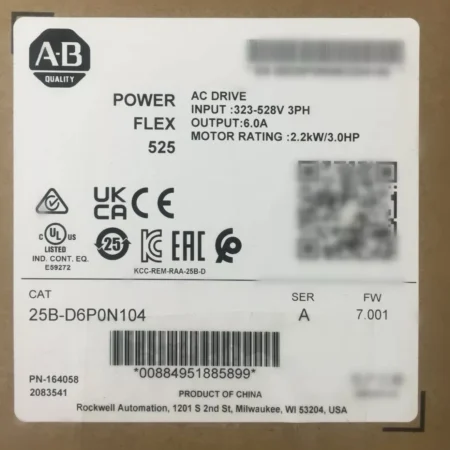 A-B
QUALITY
POWER
FLEX
525
AC DRIVE
INPUT :323-528V 3PH
OUTPUT:6.0A
MOTOR RATING :2.2kW/3.0HP
UK
CA CE
c UL US
LISTED
IND. CONT. EQ.
E59272
25
EAC
KCC-REM-RAA-25B-D
CAT
SER
FW
25B-D6P0N104
A
7.001
*00884951885899*
PN-164058
2083541
PRODUCT OF CHINA
Rockwell Automation, 1201 S 2nd St, Milwaukee, WI 53204, USA